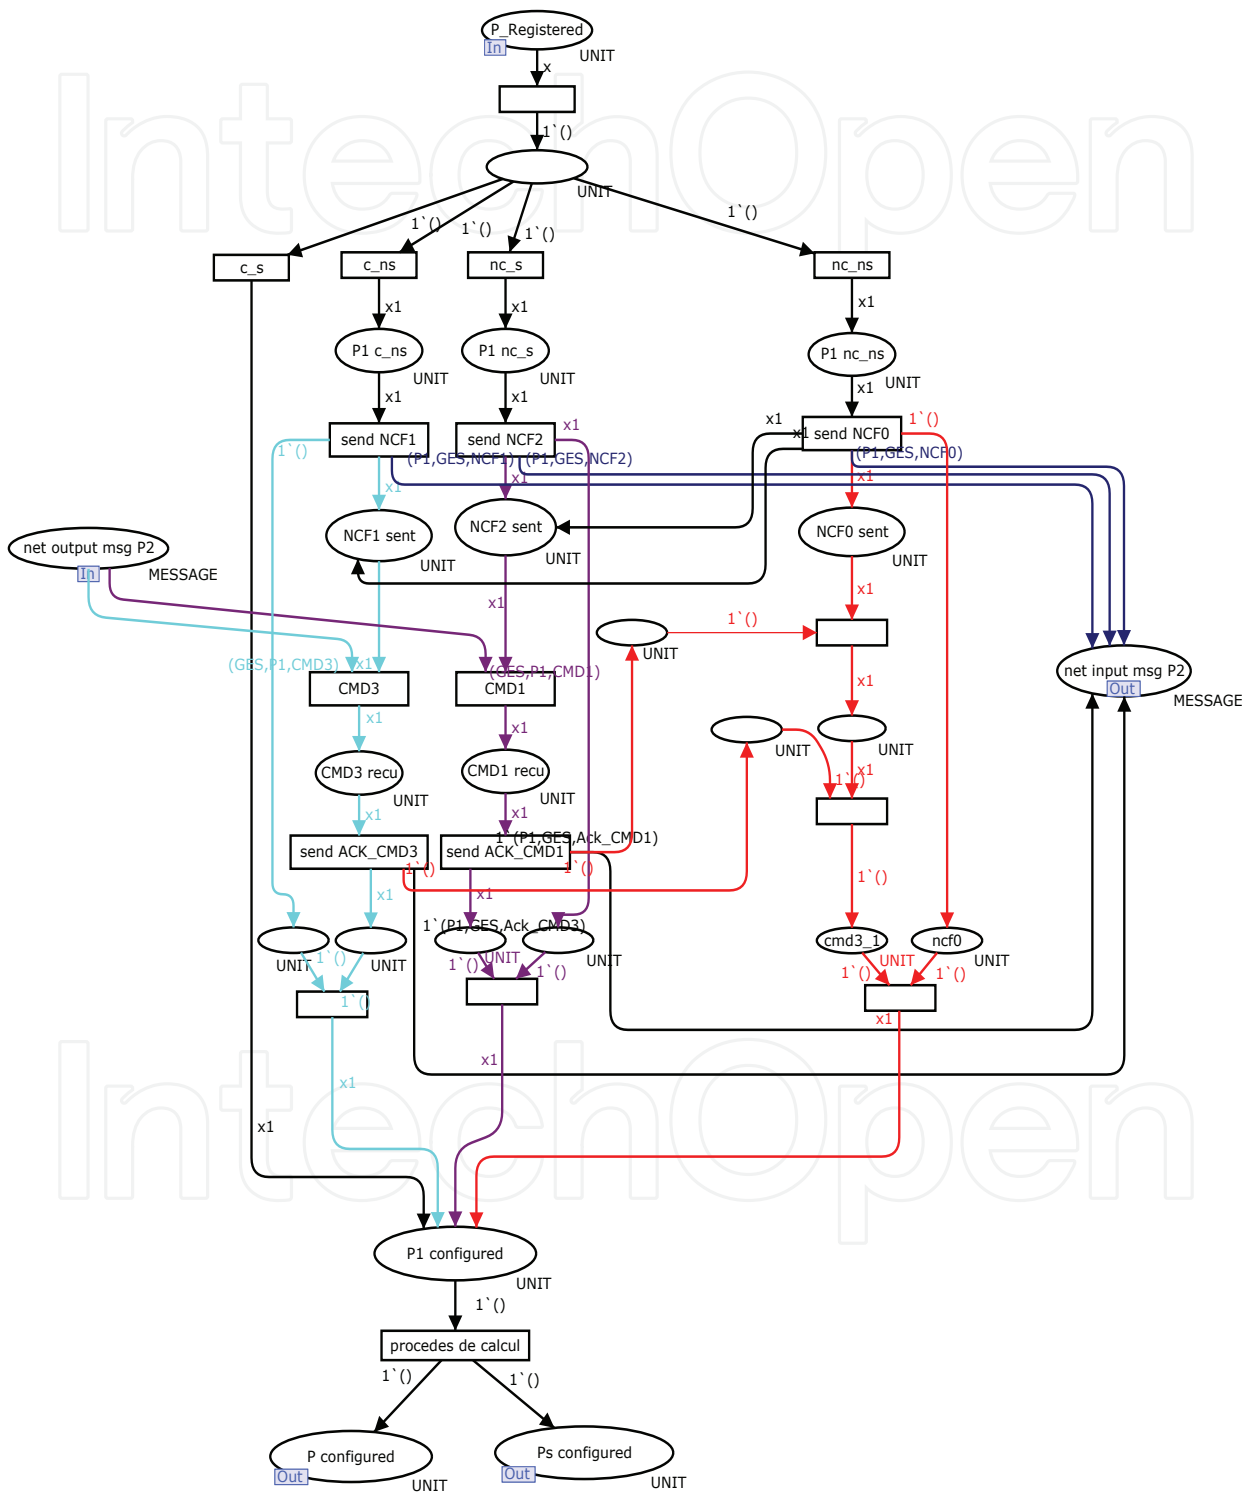 P_Registered
In
UNIT
x
1`()
UNIT
1`()
1`()
1`()
1`()
c_s
c_ns
nc_s
nc_ns
x1
x1
x1
P1 c_ns
P1 nc_s
P1 nc_ns
UNIT
UNIT
UNIT
x1
x1
x1
send NCF1
send NCF2
send NCF0
1`()
x1
x1
x1
1`()
(P1,GES,NCF1)
(P1,GES,NCF2)
(P1,GES,NCF0)
x1
x1
x1
NCF1 sent
NCF2 sent
NCF0 sent
UNIT
UNIT
UNIT
net output msg P2
In
MESSAGE
x1
x1
1`()
UNIT
(GES,P1,CMD3)
x1
(GES,P1,CMD1)
CMD3
CMD1
x1
net input msg P2
Out
MESSAGE
x1
x1
UNIT
UNIT
CMD3 recu
CMD1 recu
UNIT
UNIT
1`()
x1
x1
x1
1`(P1,GES,Ack_CMD1)
send ACK_CMD3
send ACK_CMD1
1`()
1`()
1`()
x1
x1
1`(P1,GES,Ack_CMD3)
cmd3_1
ncf0
UNIT
UNIT
UNIT
UNIT
UNIT
UNIT
1`()
1`()
1`()
1`()
1`()
1`()
x1
x1
x1
x1
P1 configured
UNIT
1`()
procedes de calcul
1`()
1`()
P configured
Ps configured
Out
Out
UNIT
UNIT
IntechOpen
IntechOpen